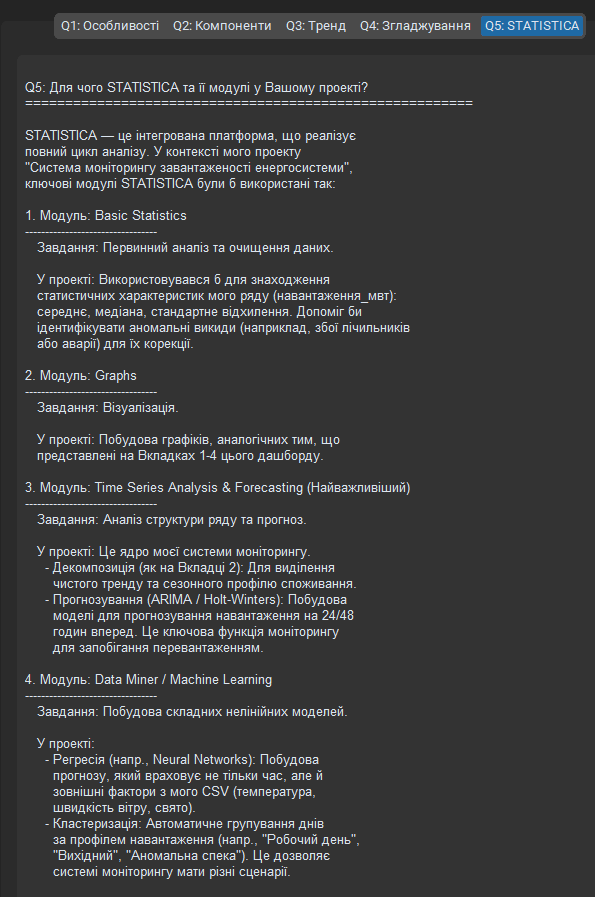 Q1: Особливості Q2: Компоненти Q3: Тренд Q4: Згладжування Q5: STATISTICA
Q5: Для чого STATISTICA та її модулі у Вашому проекті?
========================================================
STATISTICA — це інтегрована платформа, що реалізує
повний цикл аналізу. У контексті мого проекту
"Система моніторингу завантаженості енергосистеми",
ключові модулі STATISTICA були б використані так:
1. Модуль: Basic Statistics
---------------------------------
Завдання: Первинний аналіз та очищення даних.
У проекті: Використовувався б для знаходження
статистичних характеристик мого ряду (навантаження_мвт):
середнє, медіана, стандартне відхилення. Допоміг би
ідентифікувати аномальні викиди (наприклад, збої лічильників
або аварії) для їх корекції.
2. Модуль: Graphs
---------------------------------
Завдання: Візуалізація.
У проекті: Побудова графіків, аналогічних тим, що
представлені на Вкладках 1-4 цього дашборду.
3. Модуль: Time Series Analysis & Forecasting (Найважливіший)
---------------------------------
Завдання: Аналіз структури ряду та прогноз.
У проекті: Це ядро моєї системи моніторингу.
- Декомпозиція (як на Вкладці 2): Для виділення
чистого тренду та сезонного профілю споживання.
- Прогнозування (ARIMA / Holt-Winters): Побудова
моделі для прогнозування навантаження на 24/48
годин вперед. Це ключова функція моніторингу
для запобігання перевантаженням.
4. Модуль: Data Miner / Machine Learning
---------------------------------
Завдання: Побудова складних нелінійних моделей.
У проекті:
- Регресія (напр., Neural Networks): Побудова
прогнозу, який враховує не тільки час, але й
зовнішні фактори з мого CSV (температура,
швидкість вітру, свято).
- Кластеризація: Автоматичне групування днів
за профілем навантаження (напр., "Робочий день",
"Вихідний", "Аномальна спека"). Це дозволяє
системі моніторингу мати різні сценарії.